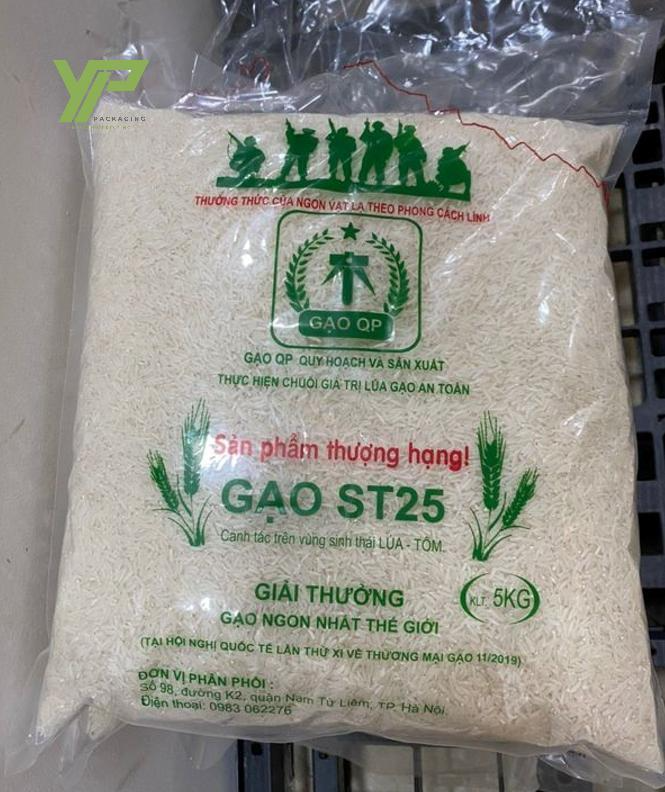 YP
PACKAGING
THƯỞNG THỨC CỦA NGON VẬT LẠ THEO PHONG CÁCH LÍNH
GẠO QP
GẠO QP QUY HOẠCH VÀ SẢN XUẤT
THỰC HIỆN CHUỖI GIÁ TRỊ LÚA GẠO AN TOÀN
Sản phẩm thượng hạng!
GẠO ST25
Canh tác trên vùng sinh thái LÚA - TÔM.
GIẢI THƯỞNG
GẠO NGON NHẤT THẾ GIỚI
KLT: 5KG
(TẠI HỘI NGHỊ QUỐC TẾ LẦN THỨ XI VỀ THƯƠNG MẠI GẠO 11/2019)
ĐƠN VỊ PHÂN PHỐI :
Số 98, đường K2, quận Nam Từ Liêm, TP. Hà Nội.
Điện thoại: 0983 062276